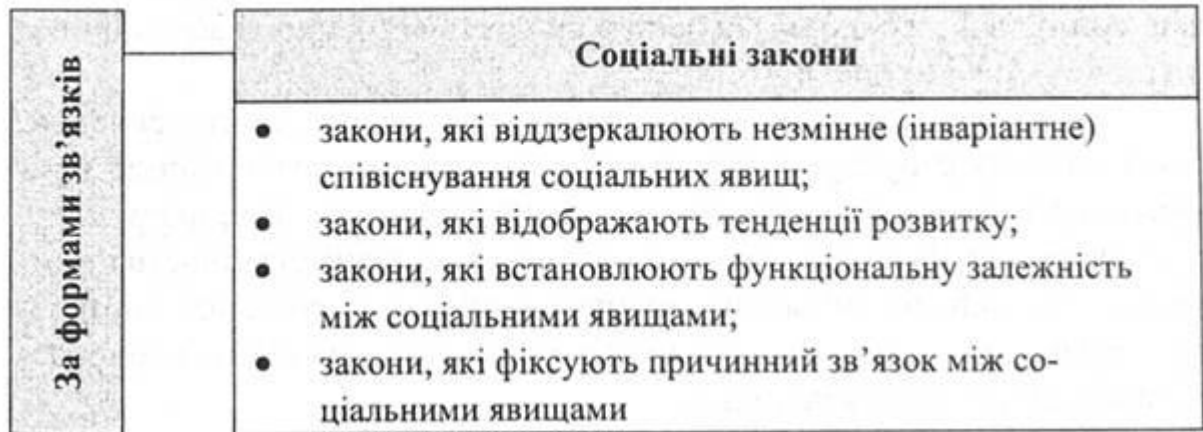 За формами зв’язків
Соціальні закони
• закони, які віддзеркалюють незмінне (інваріантне)
співіснування соціальних явищ;
• закони, які відображають тенденції розвитку;
• закони, які встановлюють функціональну залежність
між соціальними явищами;
• закони, які фіксують причинний зв’язок між со-
ціальними явищами